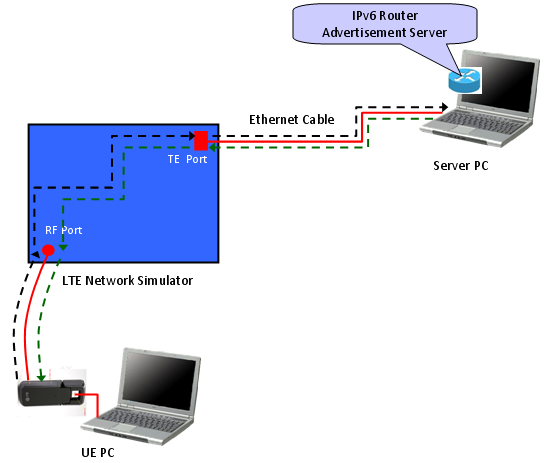 IPv6 Router
Advertisement Server
Ethernet Cable
TE Port
Server PC
RF Port
LTE Network Simulator
UE PC